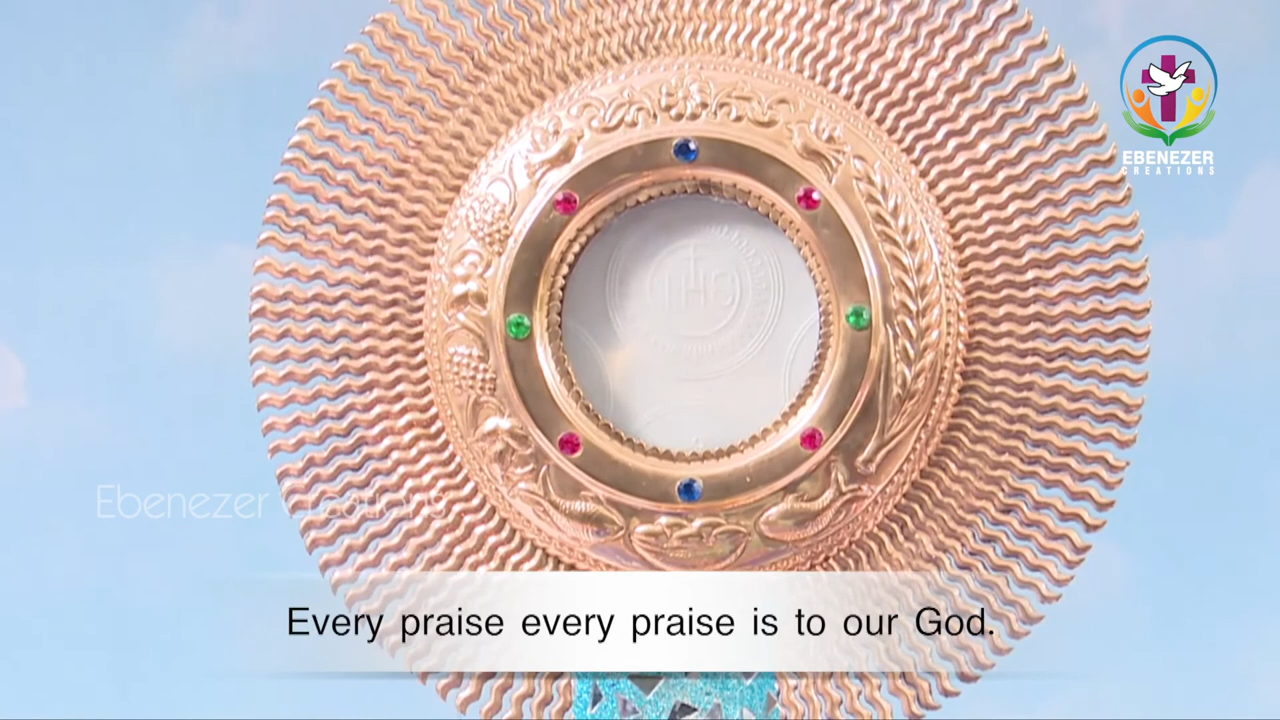 EBENEZER
CREATIONS
IHS
Ebenezer Creations
Every praise every praise is to our God.